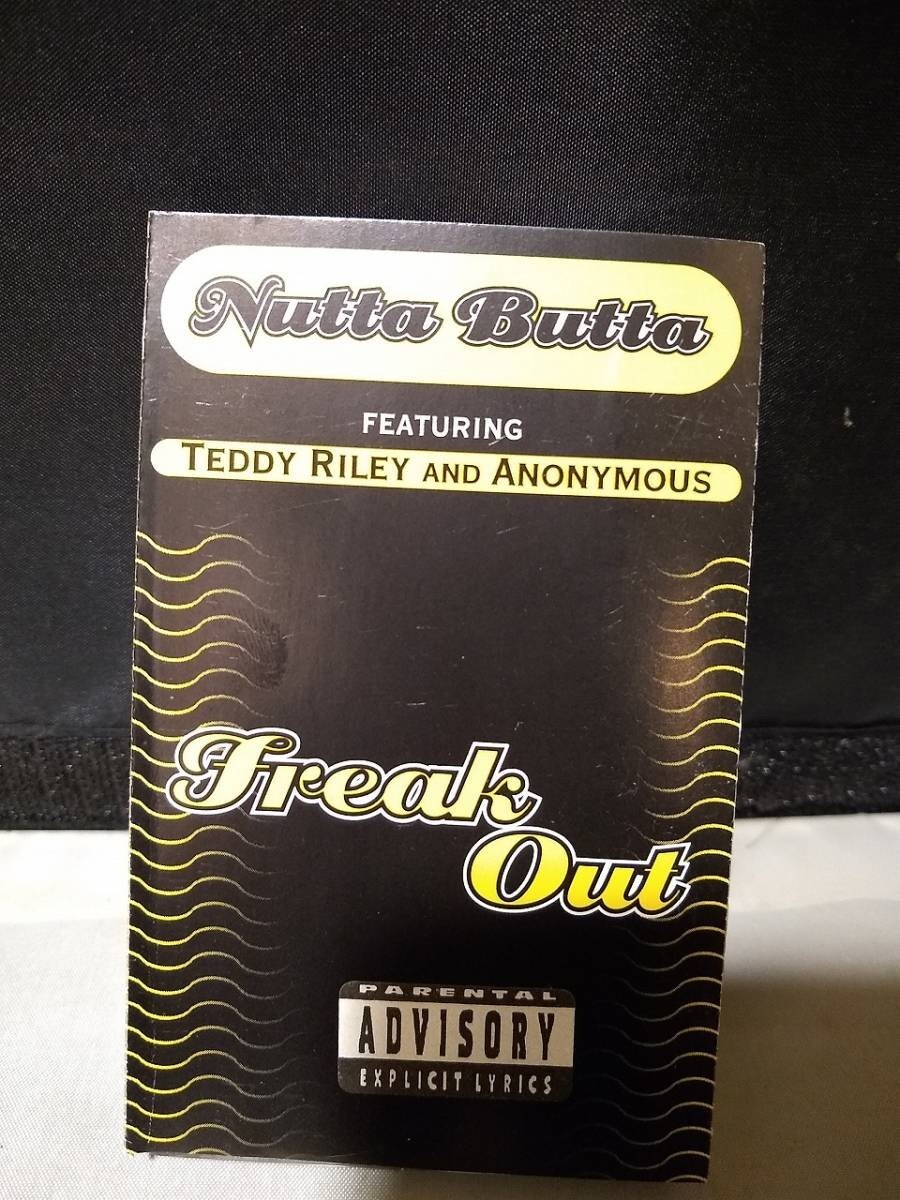 Nutta Butta
FEATURING
TEDDY RILEY AND ANONYMOUS
Freak
Out
PARENTAL
ADVISORY
EXPLICIT LYRICS